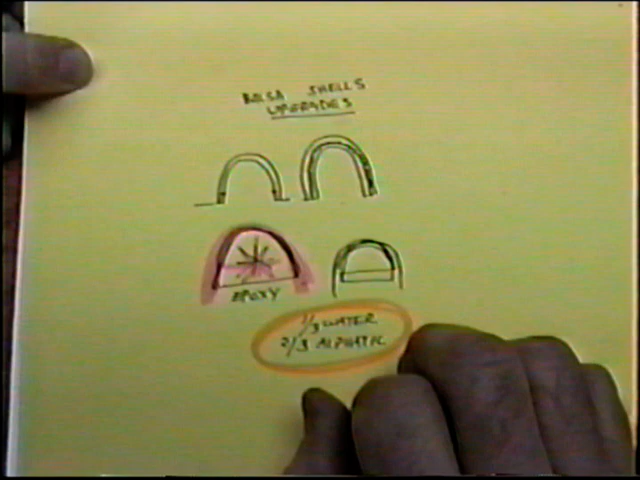 BALSA SHELLS
UPGRADES
EPOXY
1/3 WATER
2/3 ALPHATIC